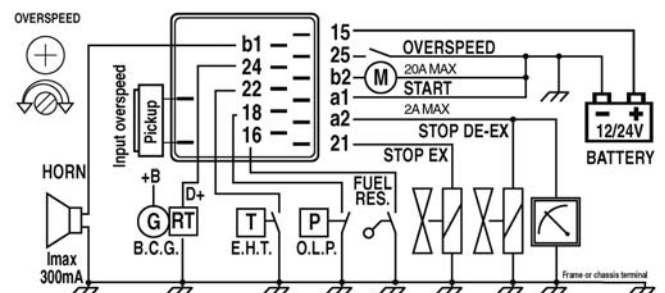 OVERSPEED
Input overspeed
Pickup
b1
24
22
18
16
15
25
b2
a1
a2
21
OVERSPEED
M
20A MAX
START
2A MAX
STOP DE-EX
STOP EX
12/24V
BATTERY
HORN
Imax
300mA
+B
D+
G RT
B.C.G.
T
E.H.T.
P
O.L.P.
FUEL
RES.
Frame or chassis terminal